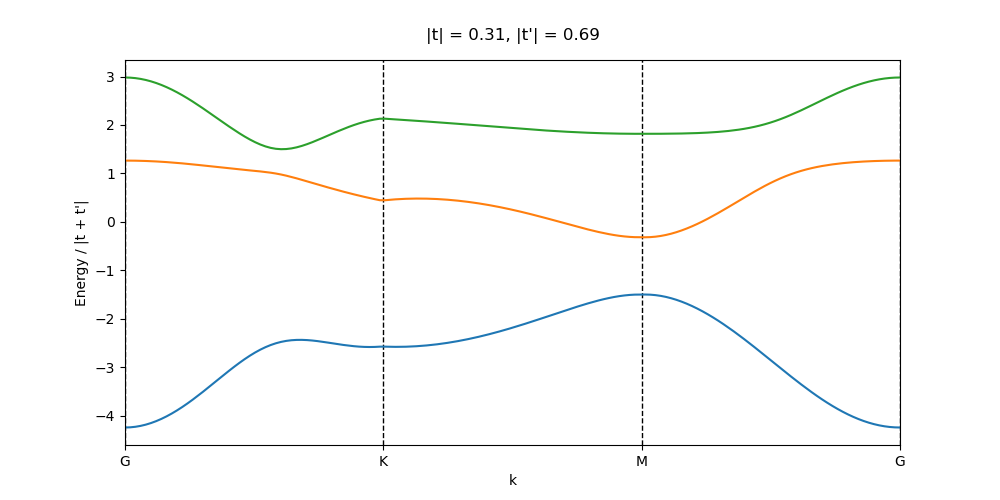 |t| = 0.31, |t'| = 0.69
3
2
1
0
−1
−2
−3
−4
Energy / |t + t'|
G K M G
k